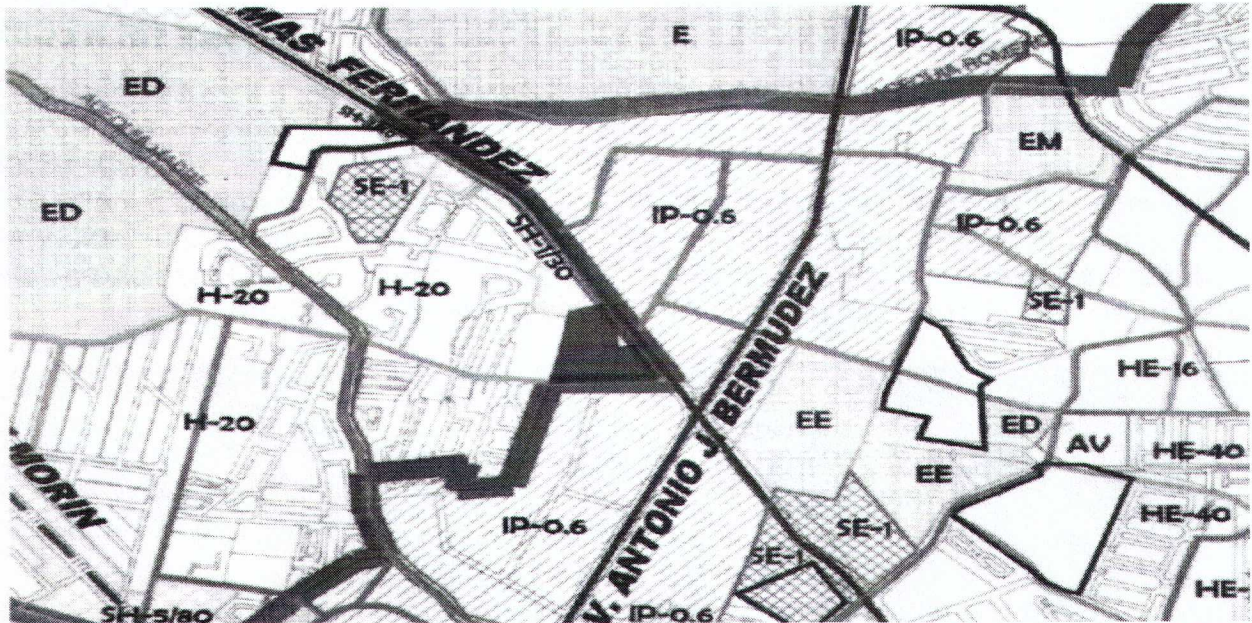 E
IP-0.6
ED
MAS FERNANDEZ
EM
SE-1
ED
IP-0.6
IP-0.6
SH-1/30
H-20
H-20
SE-1
V. ANTONIO J. BERMUDEZ
HE-16
H-20
EE
ED
AV
HE-40
EE
MORIN
IP-0.6
SE-1
HE-40
SE-1
SH-5/80
IP-0.6
HE-